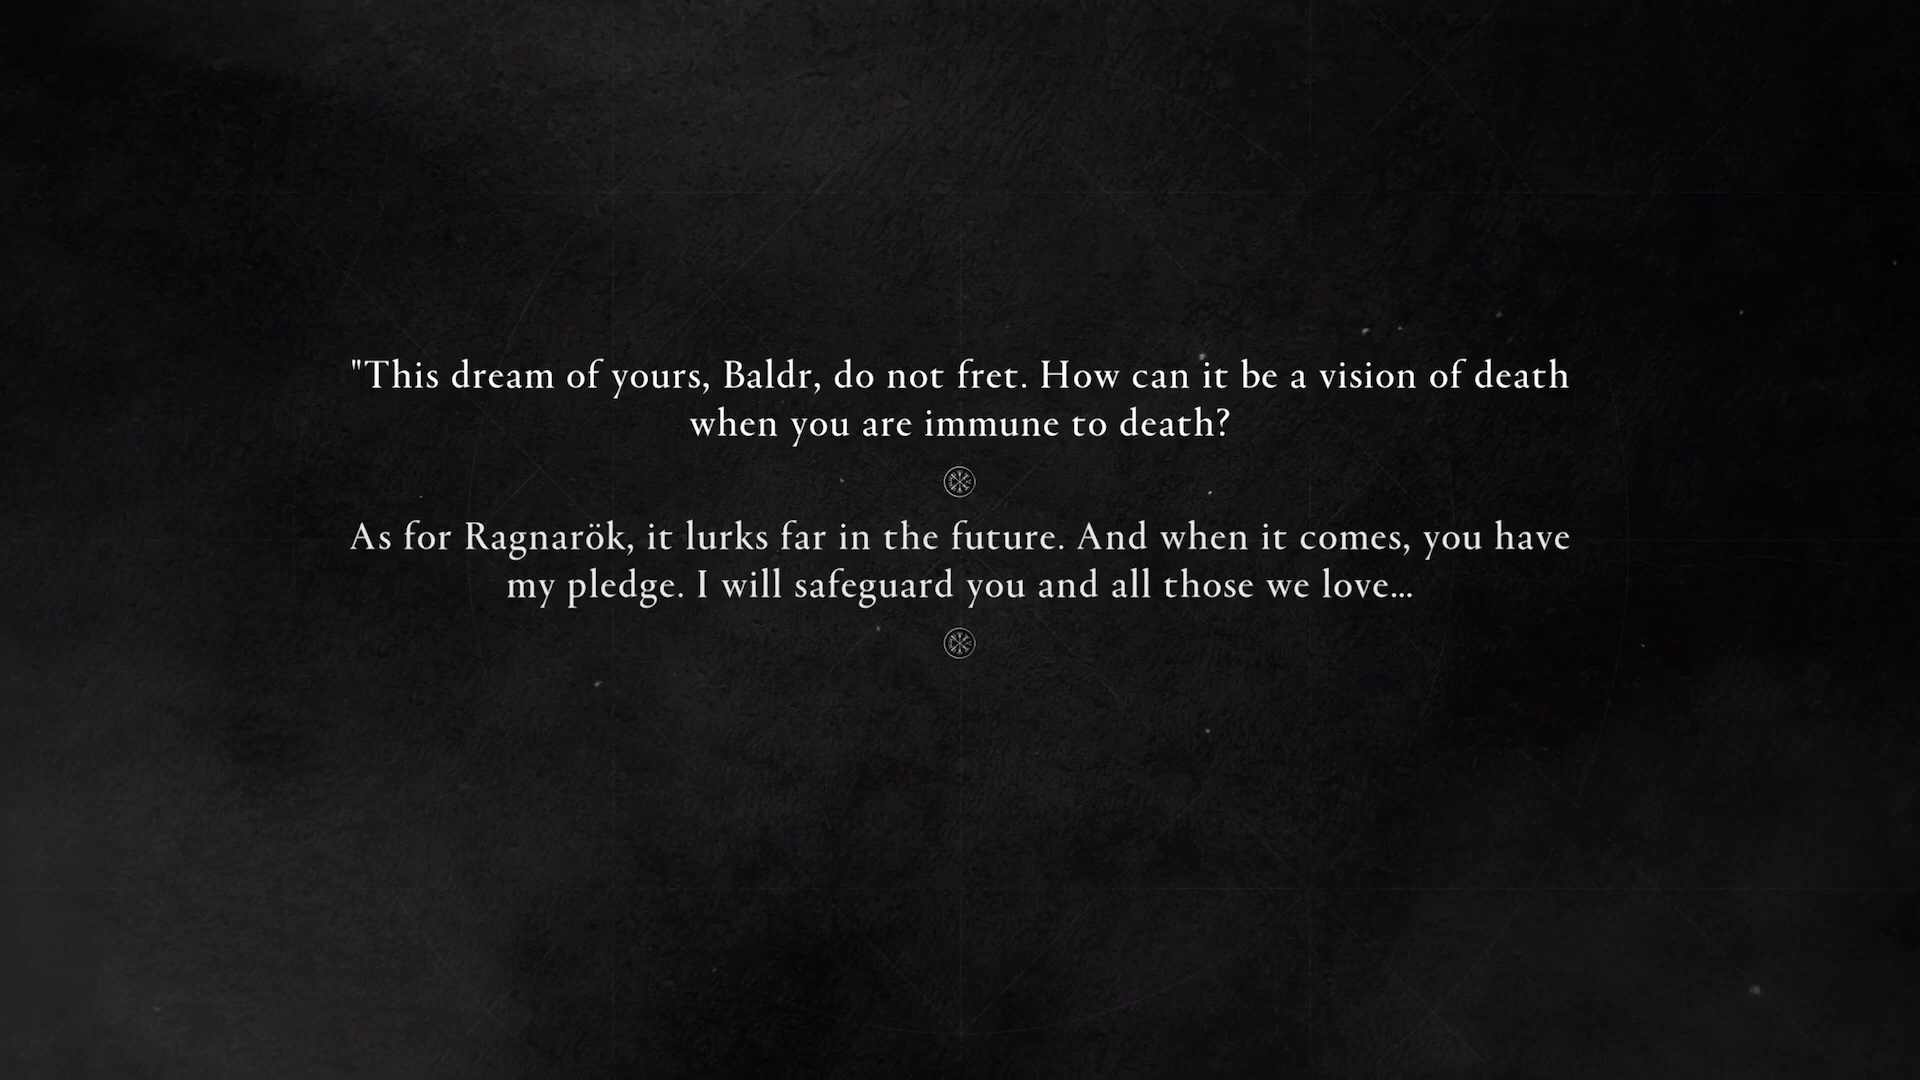 "This dream of yours, Baldr, do not fret. How can it be a vision of death
when you are immune to death?
As for Ragnarök, it lurks far in the future. And when it comes, you have
my pledge. I will safeguard you and all those we love...